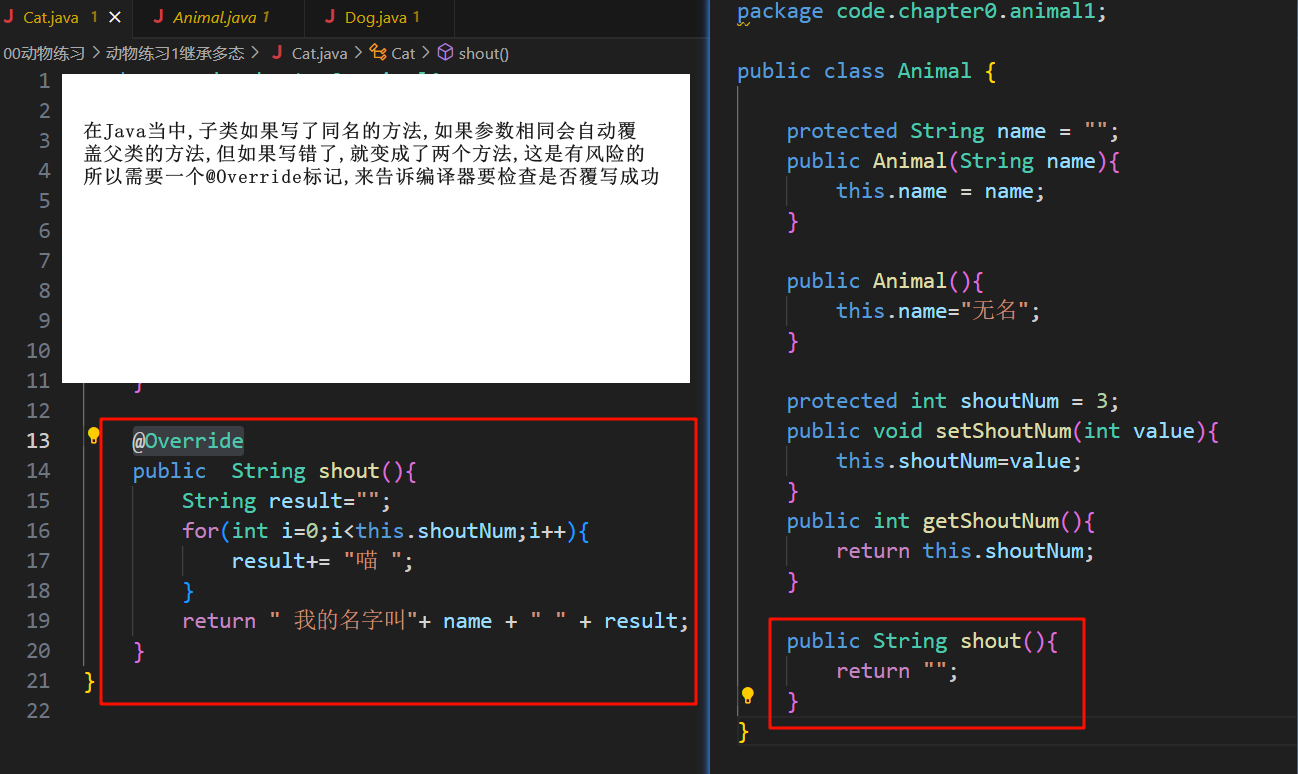 Cat.java 1
Animal.java 1
Dog.java 1
00动物练习 > 动物练习1继承多态 > Cat.java > Cat > shout()
1
2
3
4
5
6
7
8
9
10
11
12
13
14
15
16
17
18
19
20
21
22
在Java当中,子类如果写了同名的方法,如果参数相同会自动覆
盖父类的方法,但如果写错了,就变成了两个方法,这是有风险的
所以需要一个@Override标记,来告诉编译器要检查是否覆写成功
}
@Override
public  String shout(){
String result="";
for(int i=0;i<this.shoutNum;i++){
result+= "喵 ";
}
return " 我的名字叫"+ name + " " + result;
}
}
package code.chapter0.animal1;
public class Animal {
protected String name = "";
public Animal(String name){
this.name = name;
}
public Animal(){
this.name="无名";
}
protected int shoutNum = 3;
public void setShoutNum(int value){
this.shoutNum=value;
}
public int getShoutNum(){
return this.shoutNum;
}
public String shout(){
return "";
}
}